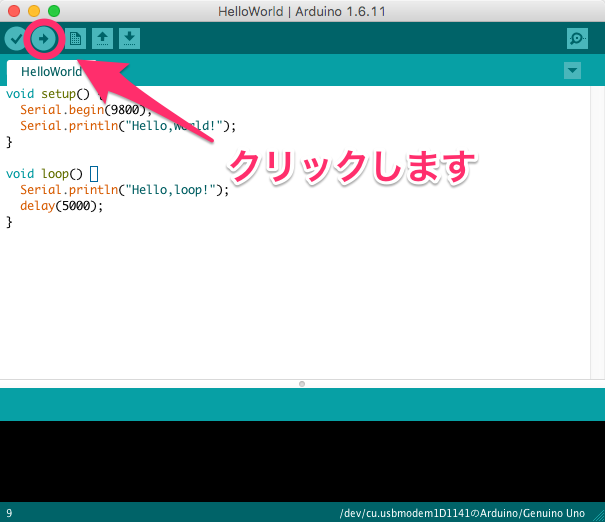 HelloWorld | Arduino 1.6.11
HelloWorld
void setup() {
Serial.begin(9800);
Serial.println("Hello,World!");
}
クリックします
void loop() {
Serial.println("Hello,loop!");
delay(5000);
}
9
/dev/cu.usbmodem1D1141のArduino/Genuino Uno